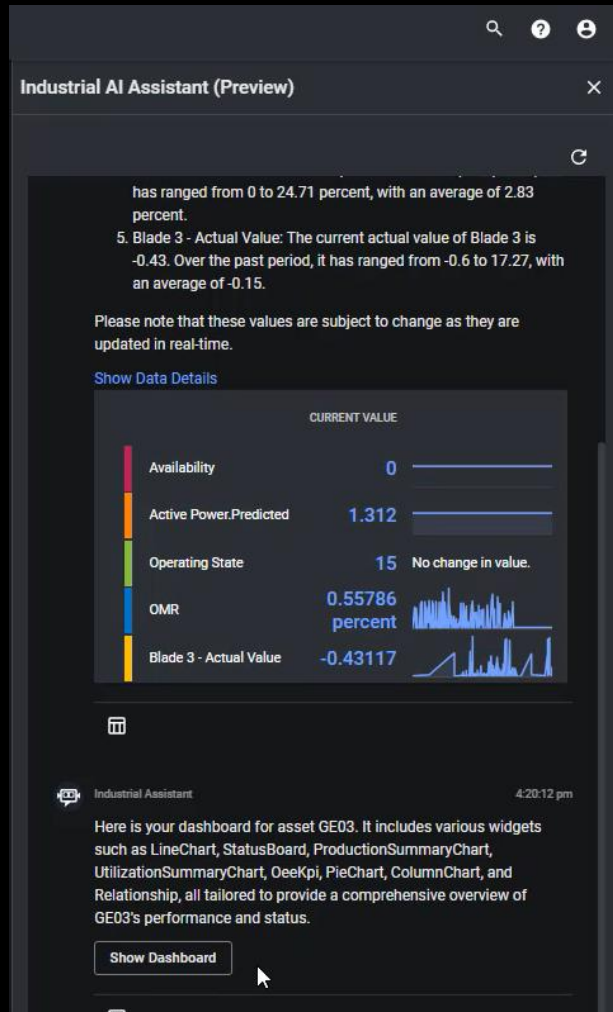 Industrial AI Assistant (Preview)
has ranged from 0 to 24.71 percent, with an average of 2.83
percent.
5. Blade 3 - Actual Value: The current actual value of Blade 3 is
-0.43. Over the past period, it has ranged from -0.6 to 17.27, with
an average of -0.15.
Please note that these values are subject to change as they are
updated in real-time.
Show Data Details
CURRENT VALUE
Availability 0
Active Power.Predicted 1.312
Operating State 15 No change in value.
OMR 0.55786
percent
Blade 3 - Actual Value -0.43117
Industrial Assistant 4:20:12 pm
Here is your dashboard for asset GE03. It includes various widgets
such as LineChart, StatusBoard, ProductionSummaryChart,
UtilizationSummaryChart, OeeKpi, PieChart, ColumnChart, and
Relationship, all tailored to provide a comprehensive overview of
GE03's performance and status.
Show Dashboard